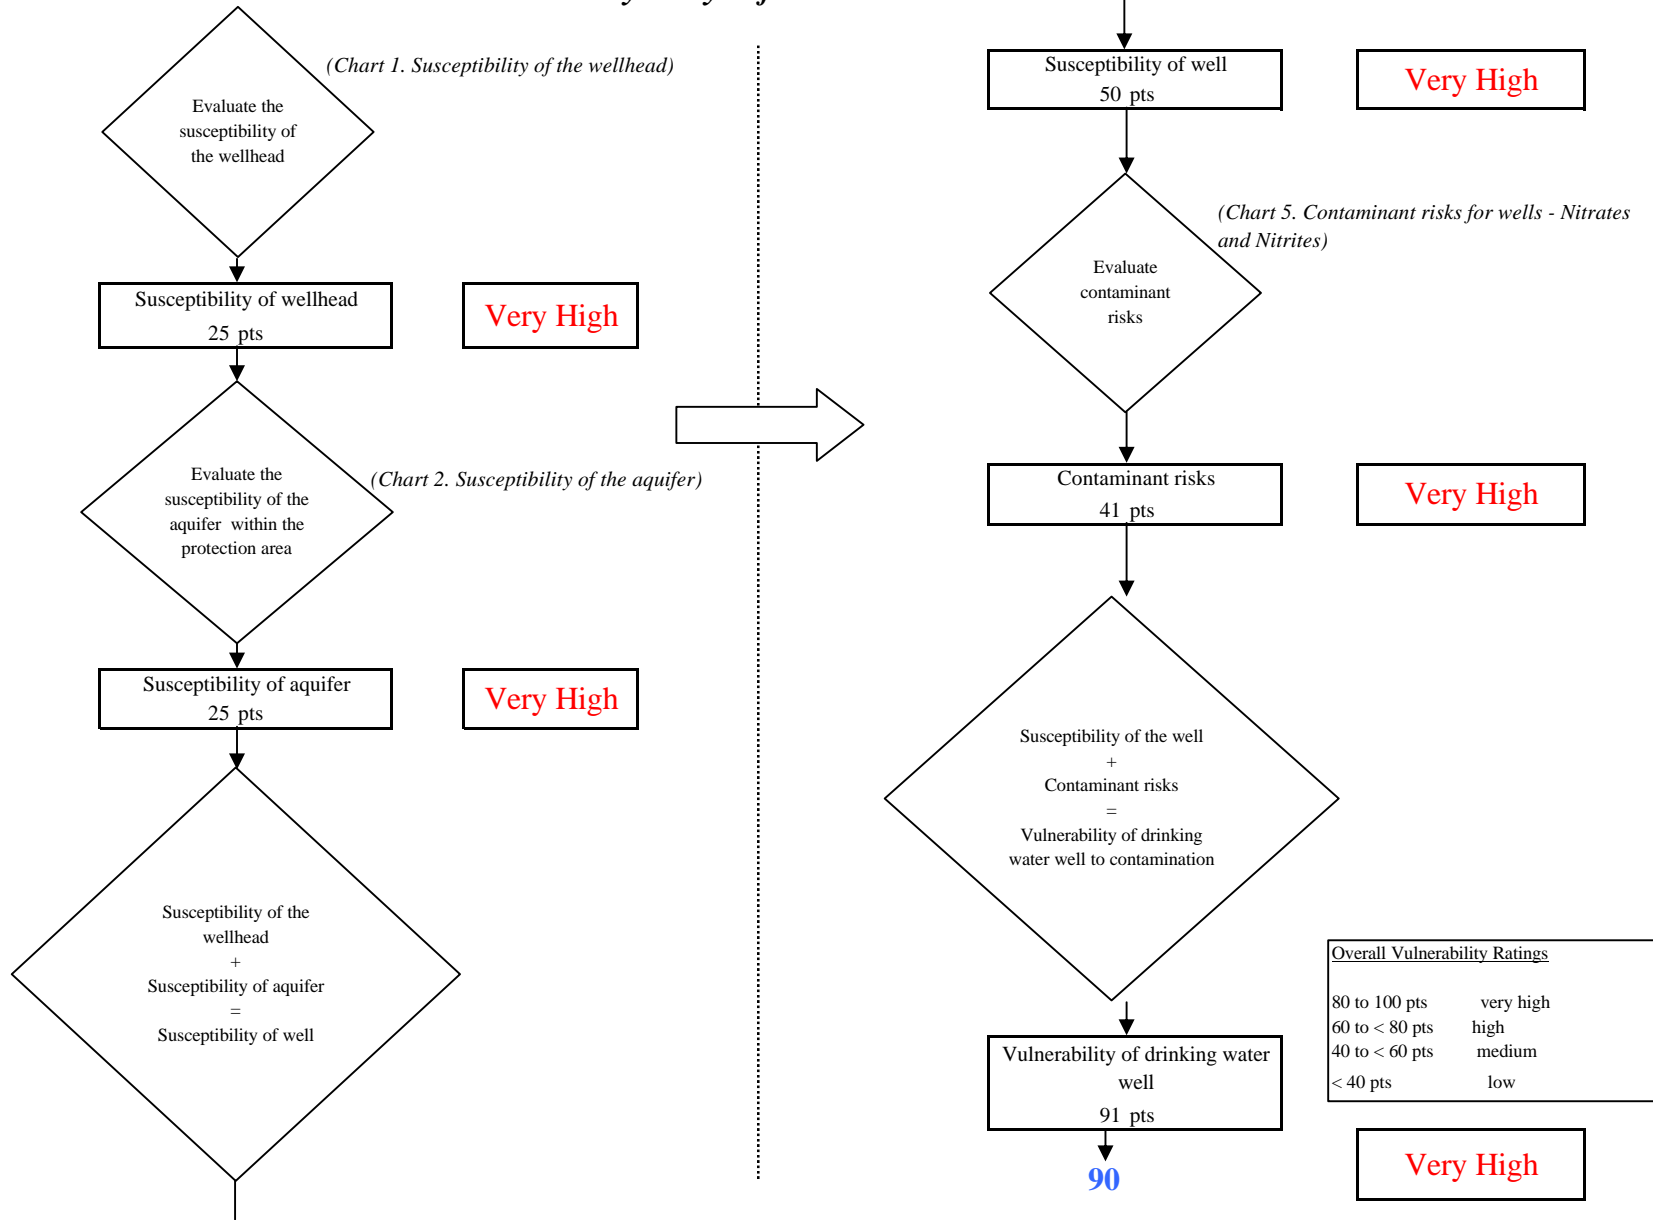 (Chart 1. Susceptibility of the wellhead)
Evaluate the
susceptibility of
the wellhead
Susceptibility of wellhead
25 pts
Very High
Evaluate the
susceptibility of the
aquifer within the
protection area
(Chart 2. Susceptibility of the aquifer)
Susceptibility of aquifer
25 pts
Very High
Susceptibility of the
wellhead
+
Susceptibility of aquifer
=
Susceptibility of well
Susceptibility of well
50 pts
Very High
(Chart 5. Contaminant risks for wells - Nitrates
and Nitrites)
Evaluate
contaminant
risks
Contaminant risks
41 pts
Very High
Susceptibility of the well
+
Contaminant risks
=
Vulnerability of drinking
water well to contamination
Overall Vulnerability Ratings
80 to 100 pts very high
60 to < 80 pts high
40 to < 60 pts medium
< 40 pts low
Vulnerability of drinking water
well
91 pts
90
Very High